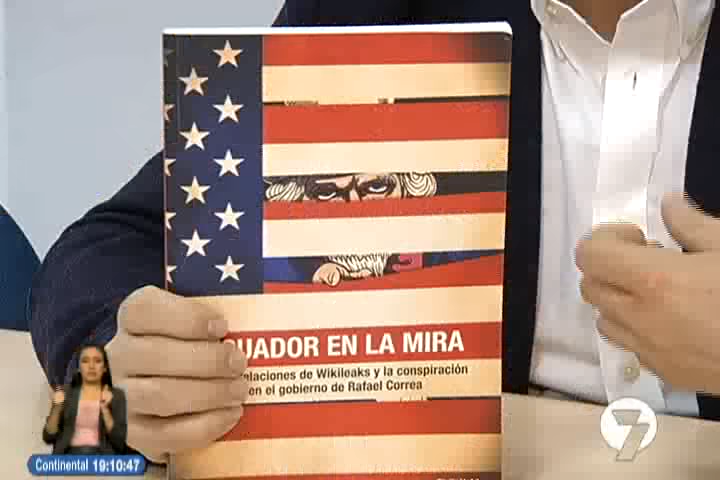 UADOR EN LA MIRA
elaciones de Wikileaks y la conspiración
en el gobierno de Rafael Correa
Continental 19:10:47
7